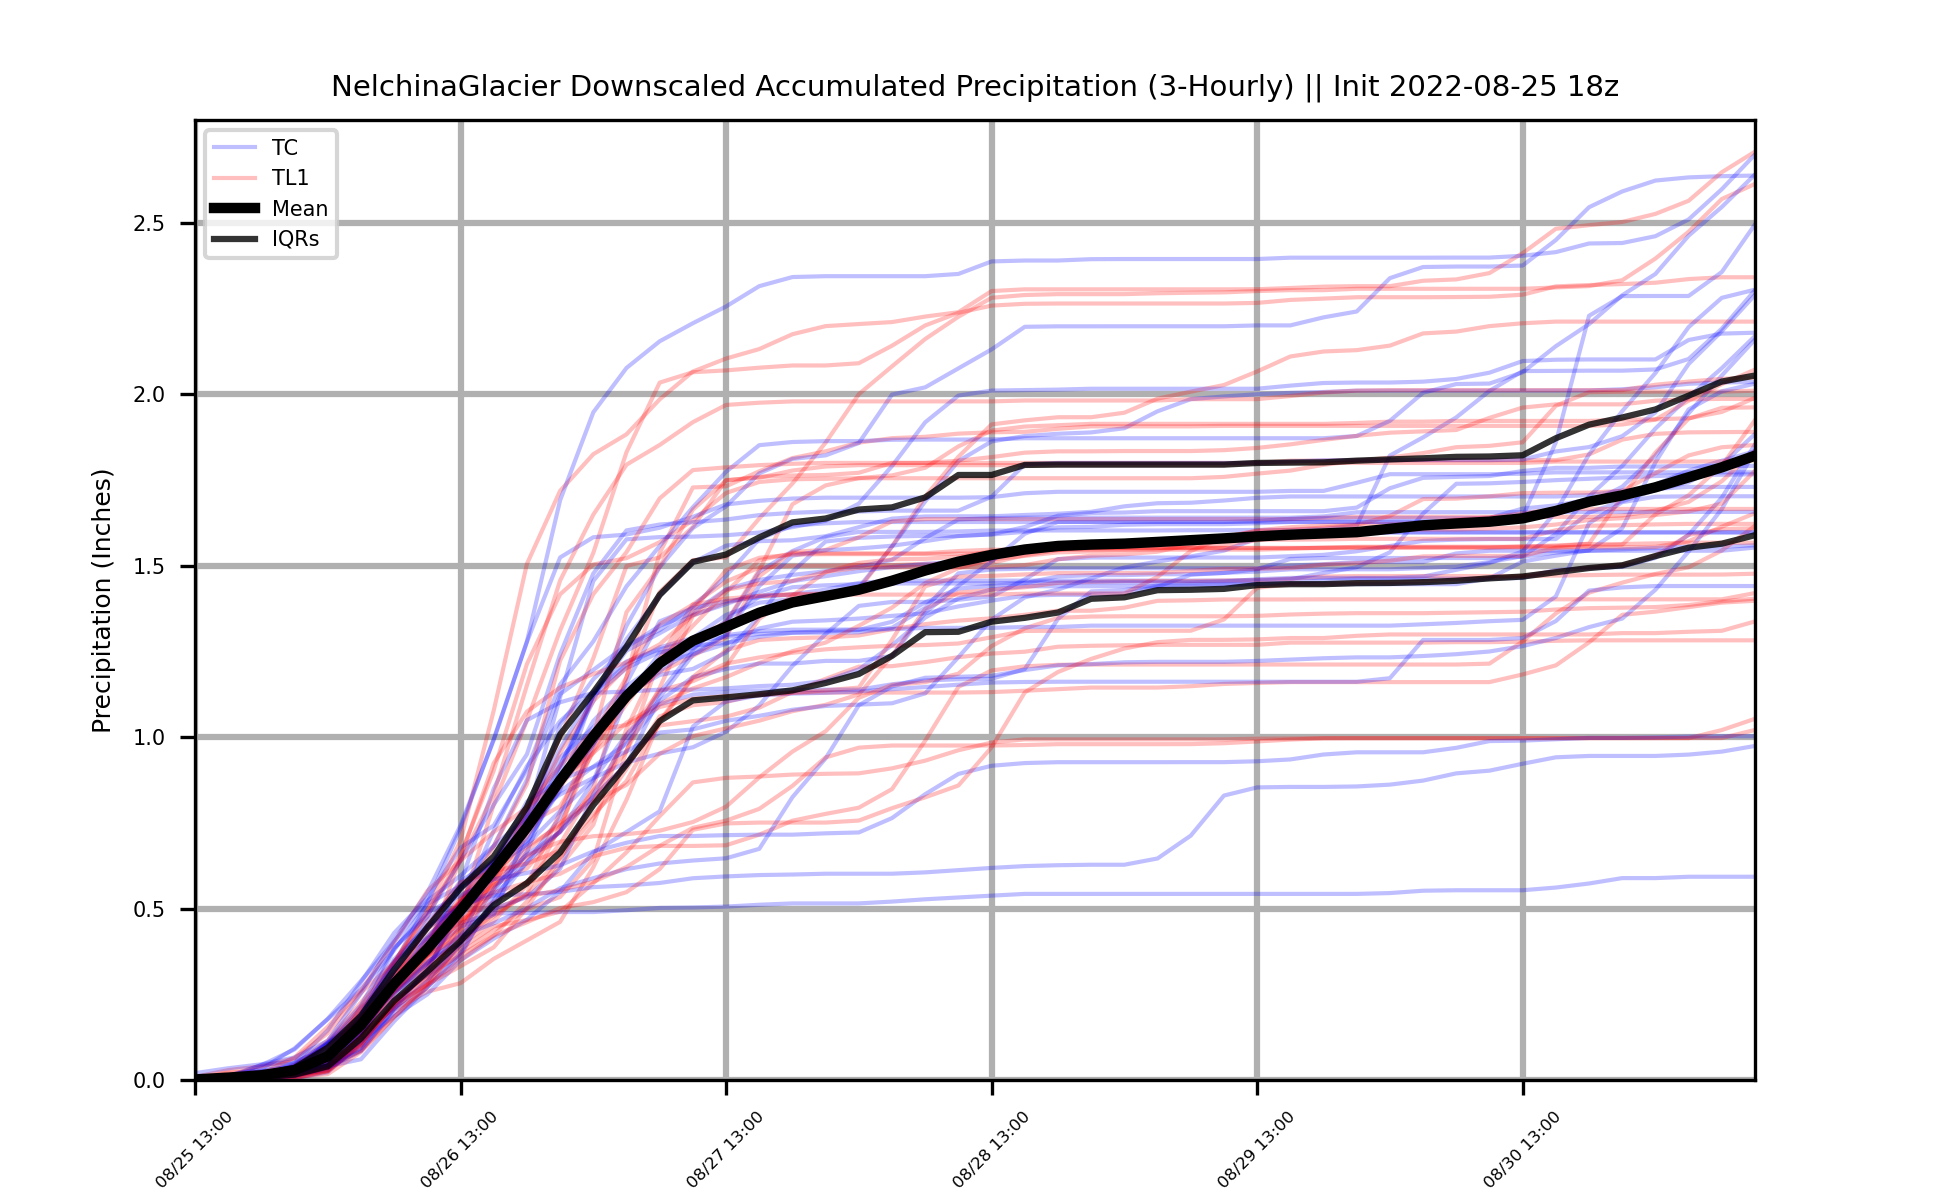 NelchinaGlacier Downscaled Accumulated Precipitation (3-Hourly) || Init 2022-08-25 18z
TC
TL1
Mean
IQRs
Precipitation (Inches)
2.5
2.0
1.5
1.0
0.5
0.0
08/25 13:00
08/26 13:00
08/27 13:00
08/28 13:00
08/29 13:00
08/30 13:00